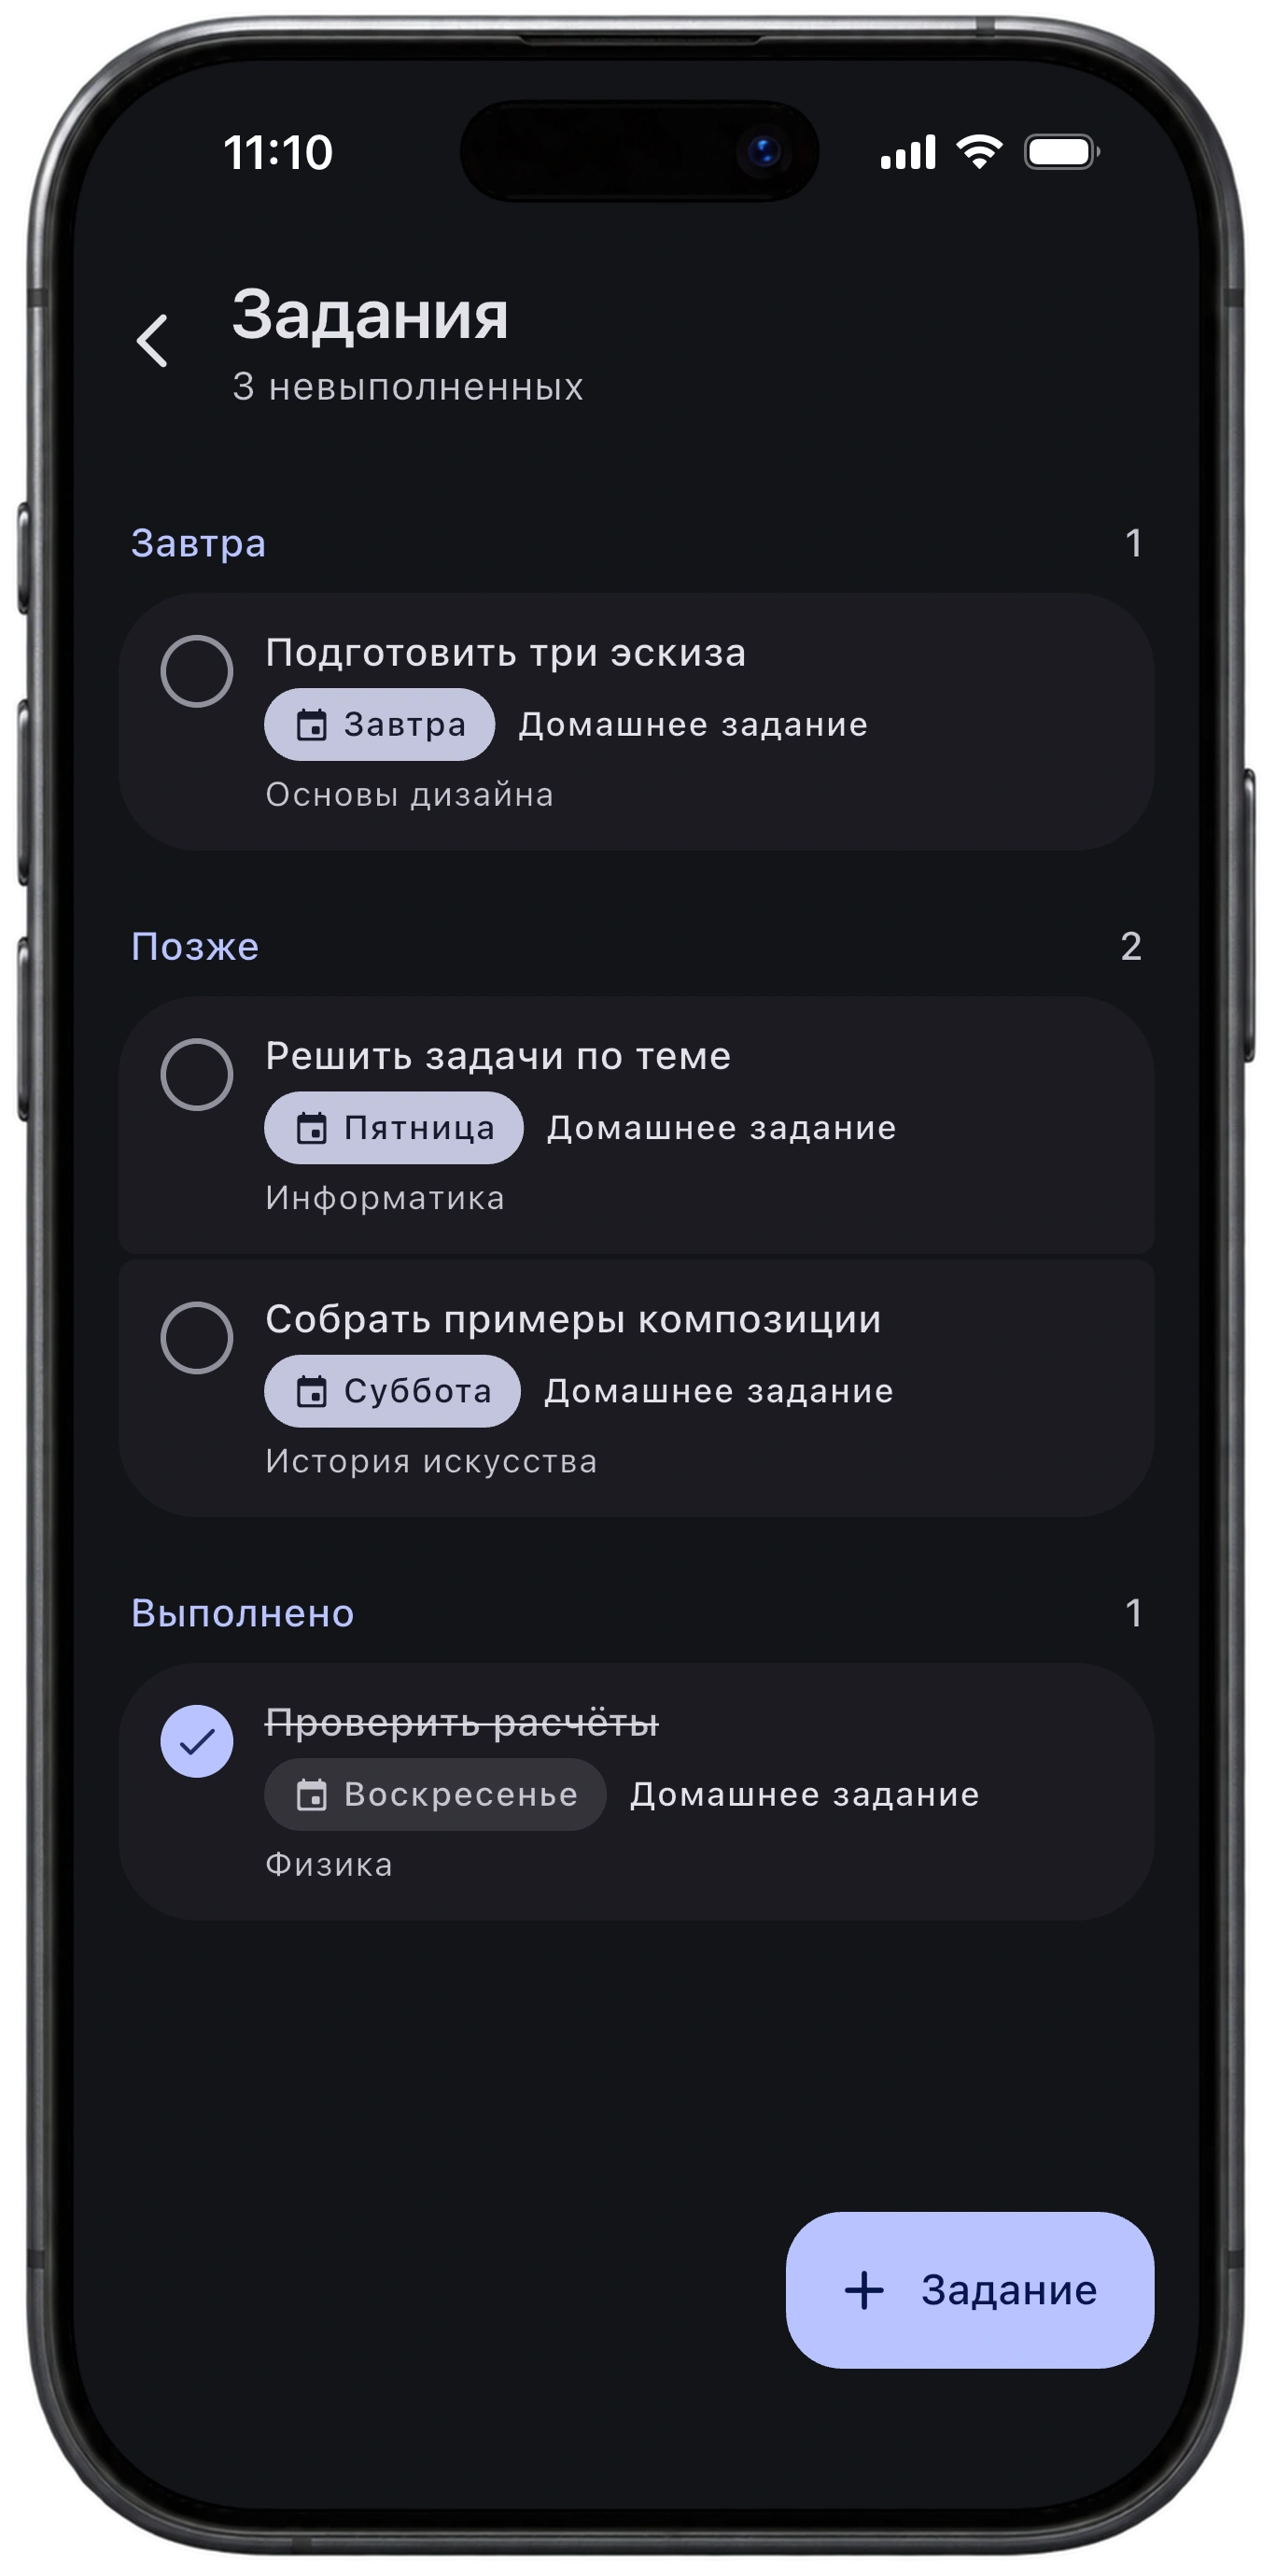 11:10
Задания
3 невыполненных
Завтра 1
Подготовить три эскиза
Завтра Домашнее задание
Основы дизайна
Позже 2
Решить задачи по теме
Пятница Домашнее задание
Информатика
Собрать примеры композиции
Суббота Домашнее задание
История искусства
Выполнено 1
Проверить расчёты
Воскресенье Домашнее задание
Физика
+ Задание